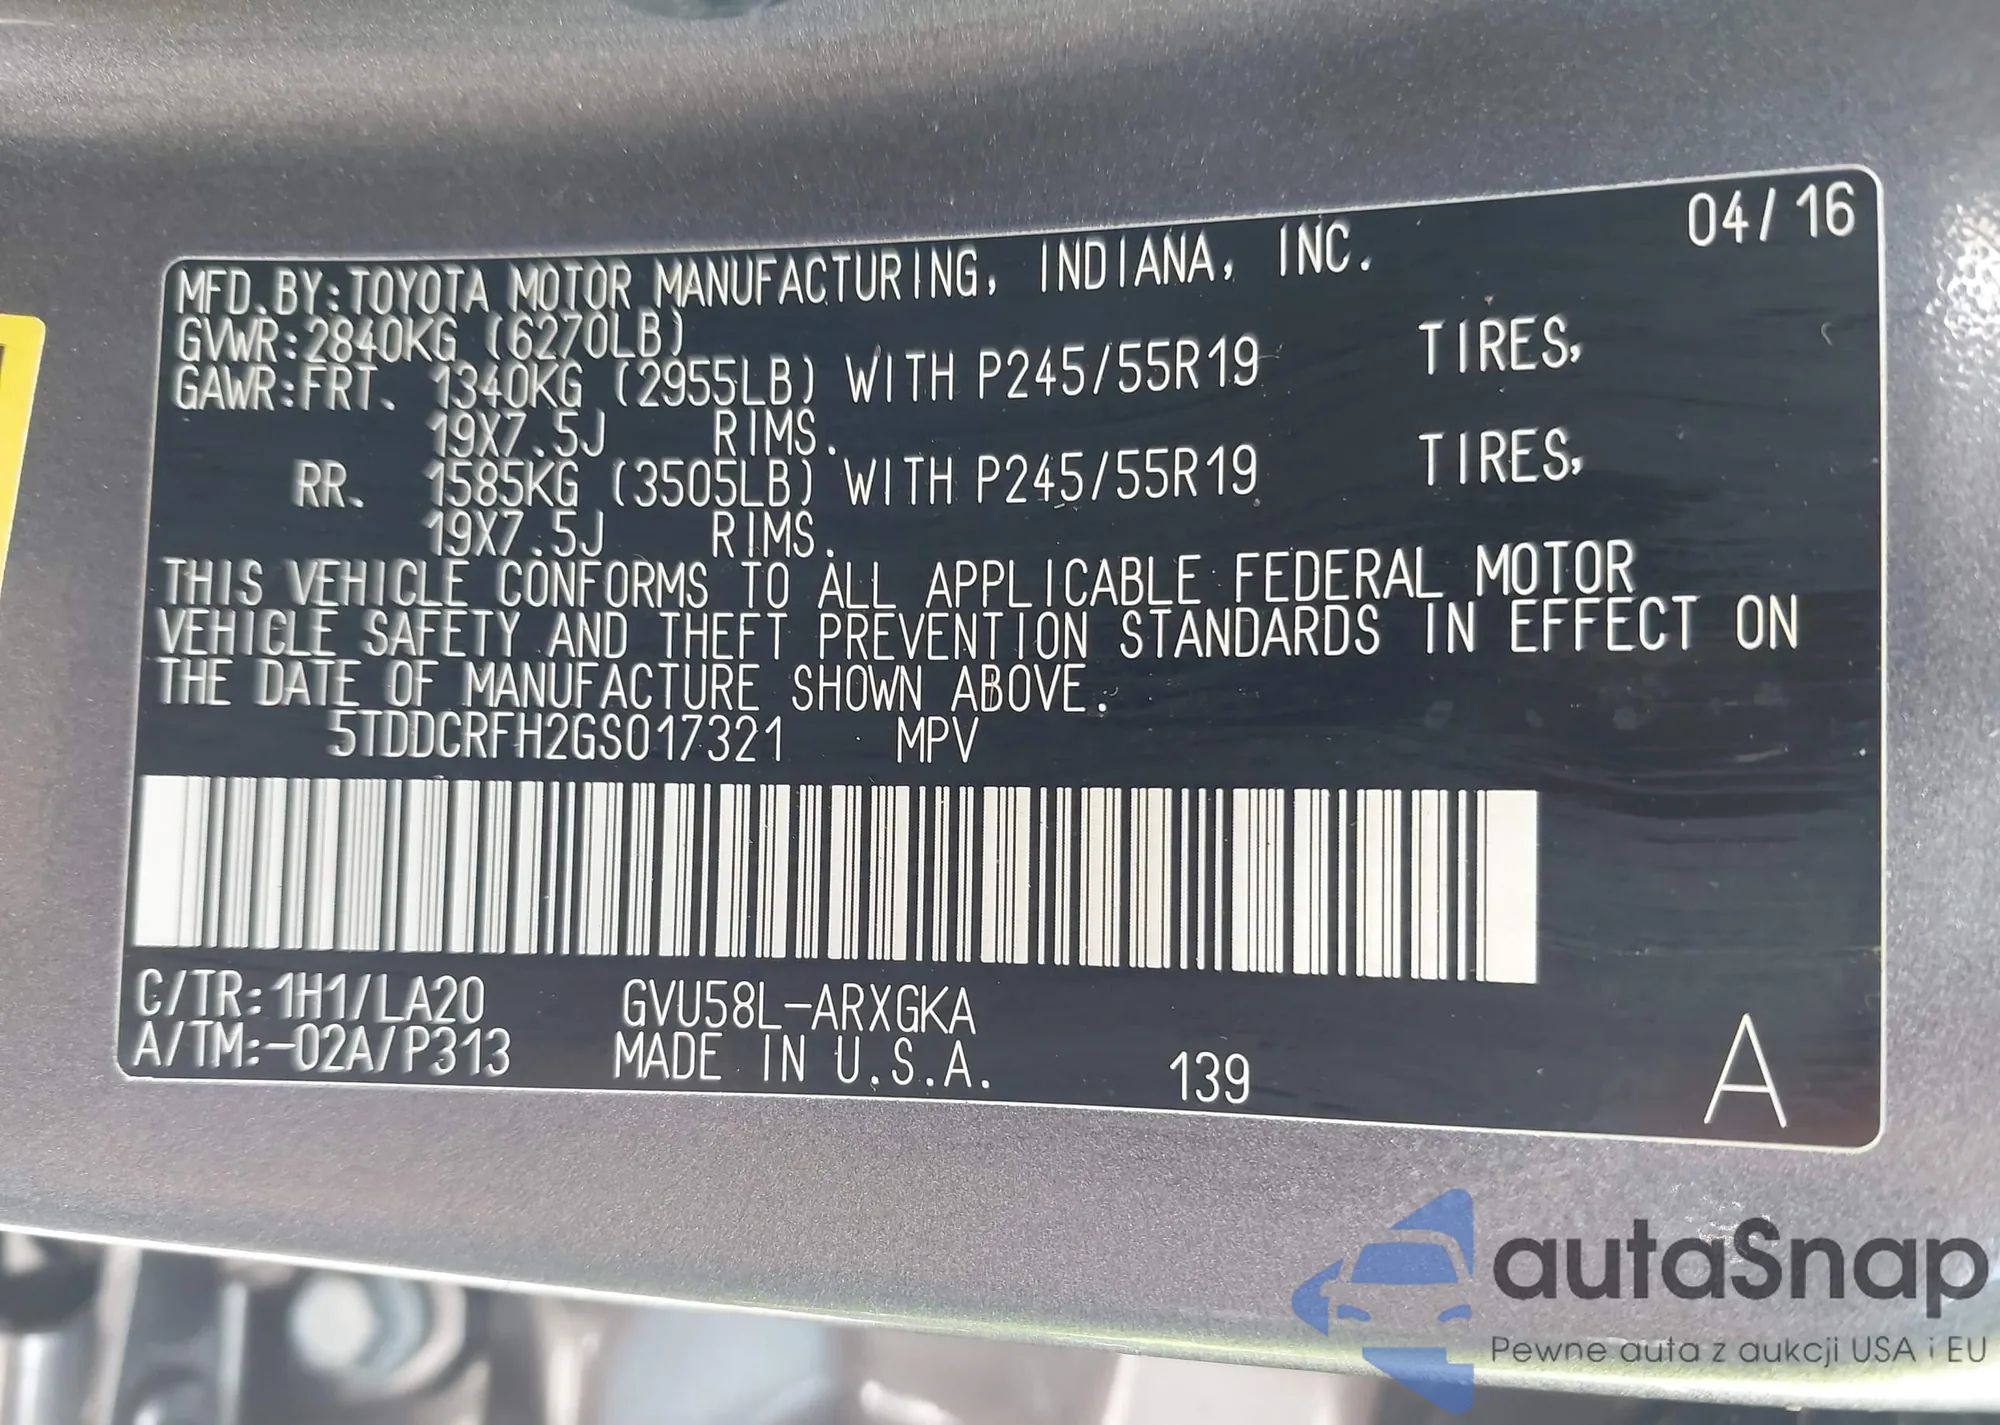 04/16
MFD.BY:TOYOTA MOTOR MANUFACTURING, INDIANA, INC.
GVWR:2840KG (6270LB)
GAWR:FRT. 1340KG (2955LB) WITH P245/55R19 TIRES,
19X7.5J RIMS.
RR. 1585KG (3505LB) WITH P245/55R19 TIRES,
19X7.5J RIMS.
THIS VEHICLE CONFORMS TO ALL APPLICABLE FEDERAL MOTOR
VEHICLE SAFETY AND THEFT PREVENTION STANDARDS IN EFFECT ON
THE DATE OF MANUFACTURE SHOWN ABOVE.
5TDDCRFH2GS017321 MPV
C/TR:1H1/LA20 GVU58L-ARXGKA
A/TM:-02A/P313 MADE IN U.S.A. 139 A
autaSnap
Pewne auta z aukcji USA i EU